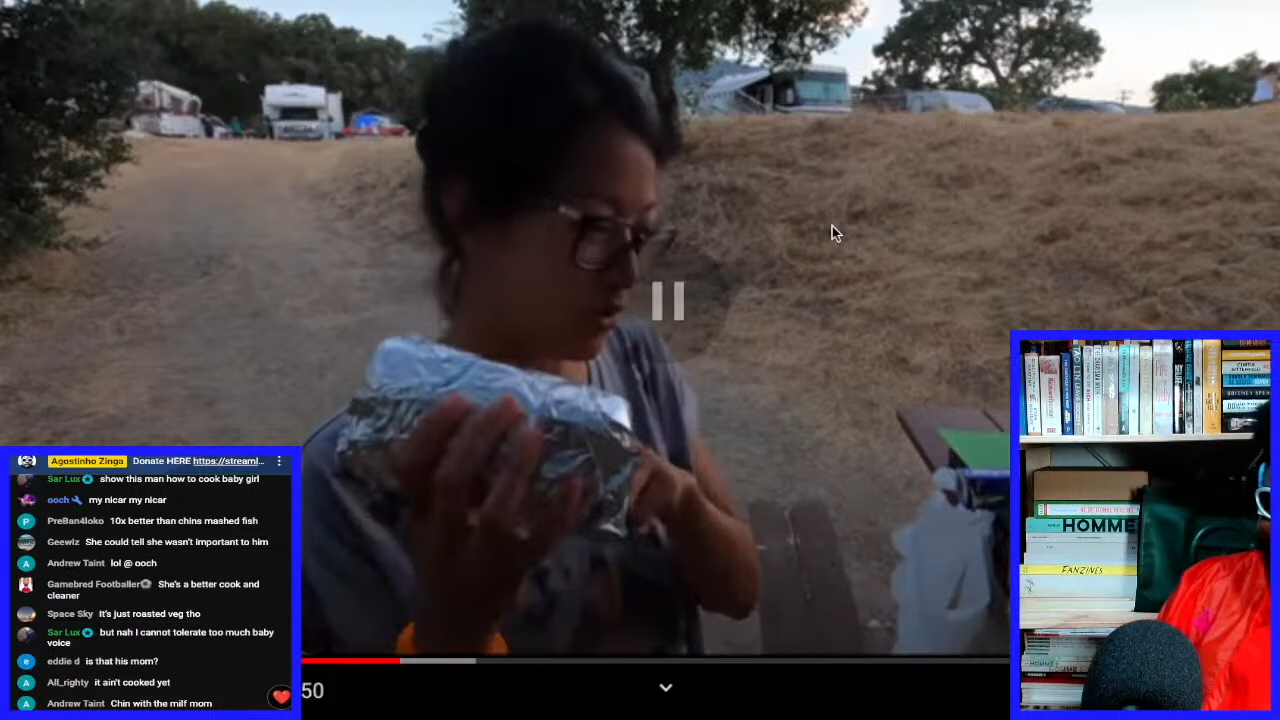 Agostinho Zinga Donate HERE https://streaml...
Sar Lux show this man how to cook baby girl
ooch my nicar my nicar
PreBan4loko 10x better than chins mashed fish
Geewiz She could tell she wasn't important to him
Andrew Taint lol @ ooch
Gamebred Footballer She's a better cook and
cleaner
Space Sky It's just roasted veg tho
Sar Lux but nah I cannot tolerate too much baby
voice
eddie d is that his mom?
All_righty it ain't cooked yet
Andrew Taint Chin with the milf mom
50
HOMME
FANZINES